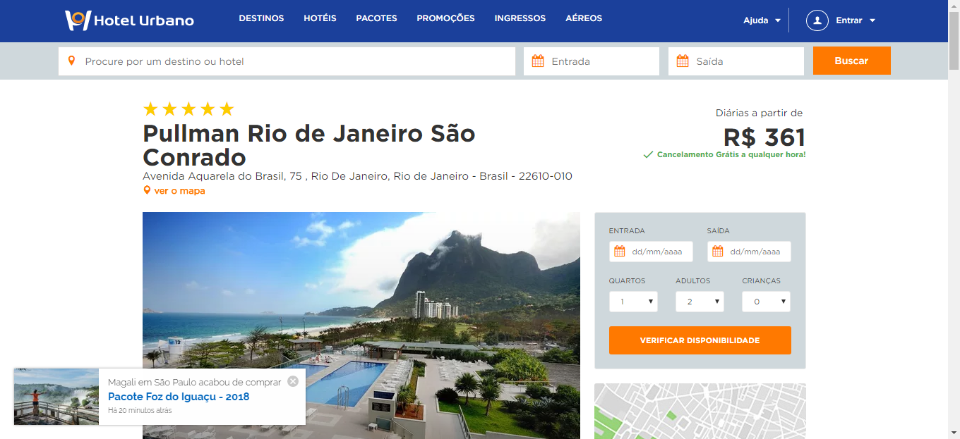 Hotel Urbano
DESTINOS HOTÉIS PACOTES PROMOÇÕES INGRESSOS AÉREOS
Ajuda Entrar
Procure por um destino ou hotel
Entrada
Saída
Buscar
Pullman Rio de Janeiro São
Conrado
Avenida Aquarela do Brasil, 75 , Rio De Janeiro, Rio de Janeiro - Brasil - 22610-010
ver o mapa
Diárias a partir de
R$ 361
Cancelamento Grátis a qualquer hora!
ENTRADA SAÍDA
dd/mm/aaaa dd/mm/aaaa
QUARTOS ADULTOS CRIANÇAS
1 2 0
VERIFICAR DISPONIBILIDADE
Magali em São Paulo acabou de comprar
Pacote Foz do Iguaçu - 2018
Há 20 minutos atrás